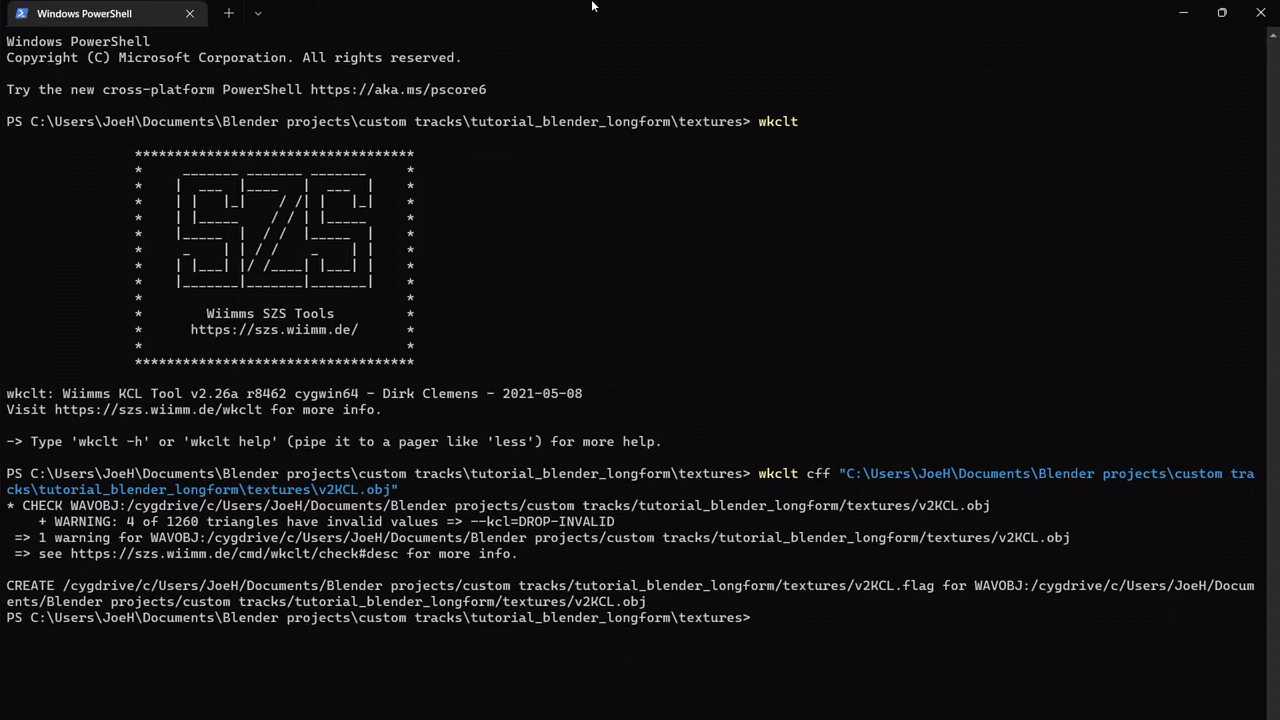 Windows PowerShell
Windows PowerShell
Copyright (C) Microsoft Corporation. All rights reserved.
Try the new cross-platform PowerShell https://aka.ms/pscore6
PS C:\Users\JoeH\Documents\Blender projects\custom tracks\tutorial_blender_longform\textures> wkclt
***********************************
*     _______ _______ _______     *
*    |  ___  |____   |  ___  |    *
*    | |   |_|    / /| |   |_|    *
*    | |_____    / / | |_____     *
*    |_____  |  / /  |_____  |    *
*     _    | | / /    _    | |    *
*    | |___| |/ /____| |___| |    *
*    |_______|_______|_______|    *
*                                 *
*        Wiimms SZS Tools         *
*      https://szs.wiimm.de/      *
*                                 *
***********************************
wkclt: Wiimms KCL Tool v2.26a r8462 cygwin64 - Dirk Clemens - 2021-05-08
Visit https://szs.wiimm.de/wkclt for more info.
-> Type 'wkclt -h' or 'wkclt help' (pipe it to a pager like 'less') for more help.
PS C:\Users\JoeH\Documents\Blender projects\custom tracks\tutorial_blender_longform\textures> wkclt cff "C:\Users\JoeH\Documents\Blender projects\custom tra
cks\tutorial_blender_longform\textures\v2KCL.obj"
* CHECK WAVOBJ:/cygdrive/c/Users/JoeH/Documents/Blender projects/custom tracks/tutorial_blender_longform/textures/v2KCL.obj
+ WARNING: 4 of 1260 triangles have invalid values => --kcl=DROP-INVALID
=> 1 warning for WAVOBJ:/cygdrive/c/Users/JoeH/Documents/Blender projects/custom tracks/tutorial_blender_longform/textures/v2KCL.obj
=> see https://szs.wiimm.de/cmd/wkclt/check#desc for more info.
CREATE /cygdrive/c/Users/JoeH/Documents/Blender projects/custom tracks/tutorial_blender_longform/textures/v2KCL.flag for WAVOBJ:/cygdrive/c/Users/JoeH/Docum
ents/Blender projects/custom tracks/tutorial_blender_longform/textures/v2KCL.obj
PS C:\Users\JoeH\Documents\Blender projects\custom tracks\tutorial_blender_longform\textures>